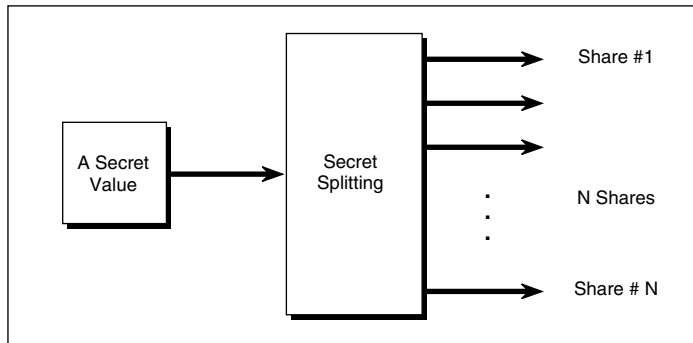 A Secret
Value
Secret
Splitting
Share #1
N Shares
Share # N